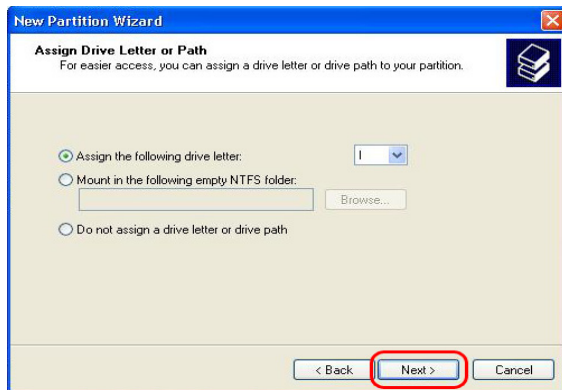 New Partition Wizard
Assign Drive Letter or Path
For easier access, you can assign a drive letter or drive path to your partition.
Assign the following drive letter: I
Mount in the following empty NTFS folder:
Browse...
Do not assign a drive letter or drive path
< Back Next > Cancel